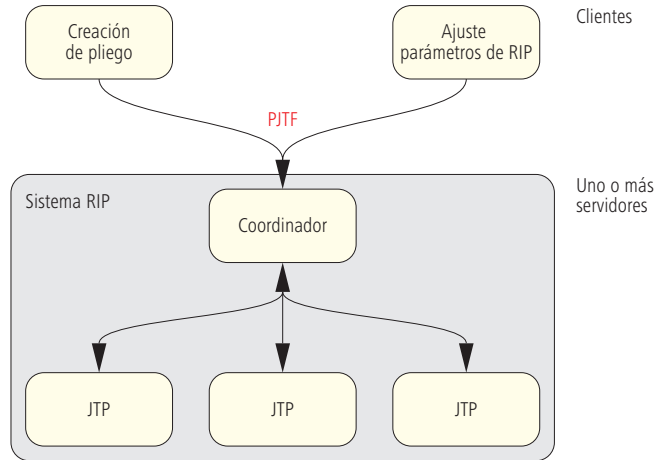 Creación
de pliego
Ajuste
parámetros de RIP
Clientes
PJTF
Sistema RIP
Coordinador
Uno o más
servidores
JTP
JTP
JTP